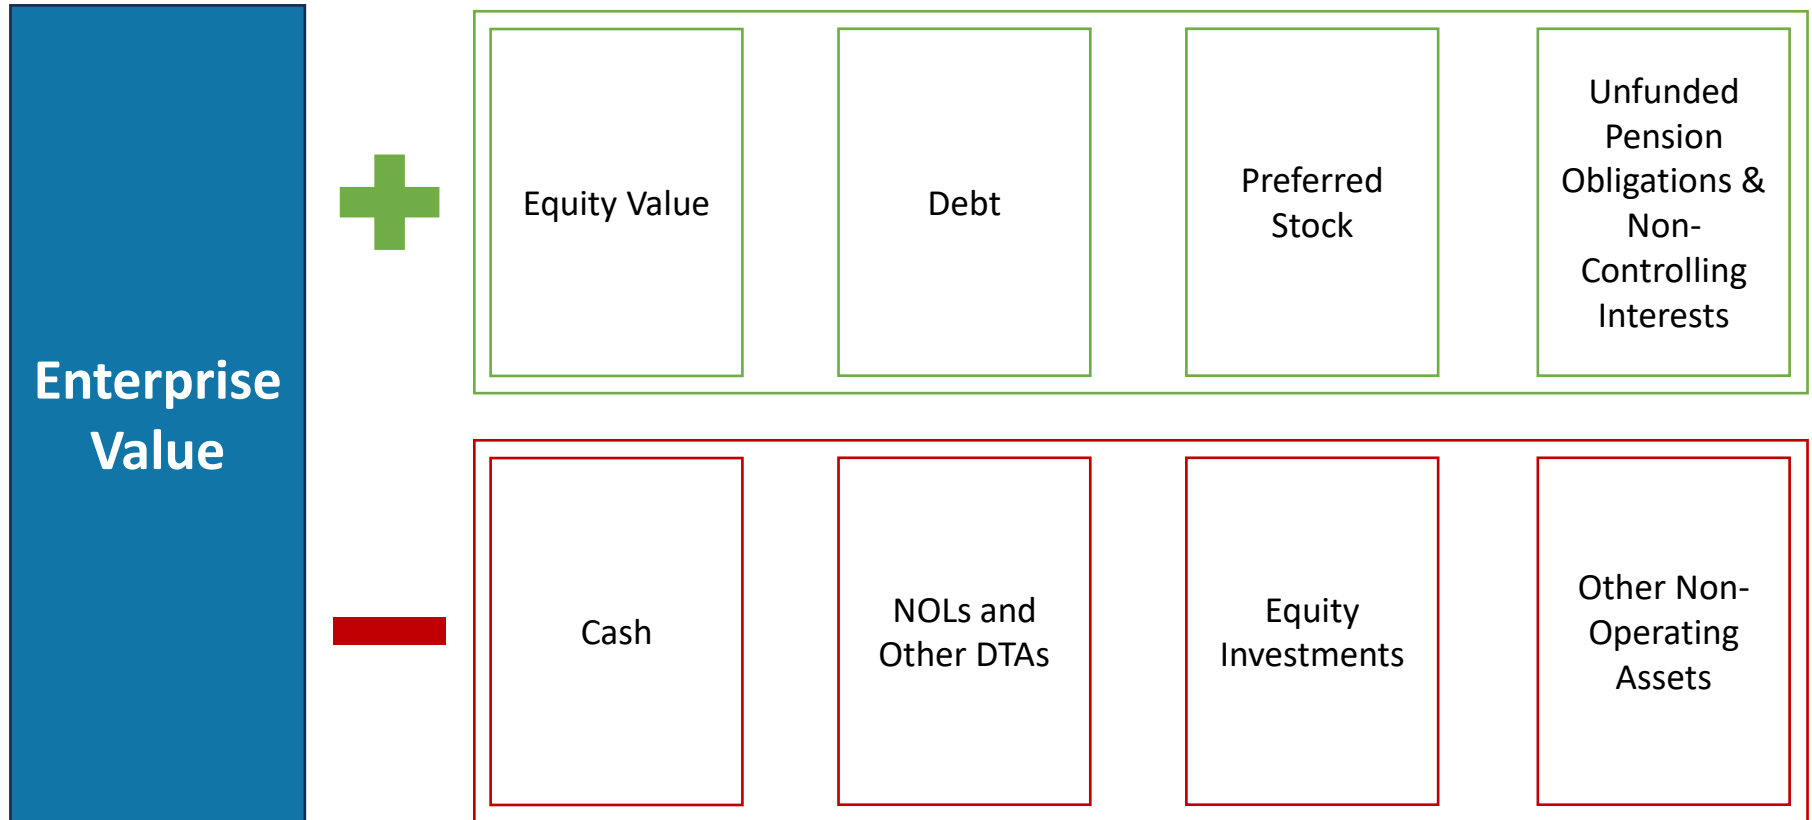 Enterprise
Value
Equity Value
Debt
Preferred
Stock
Unfunded
Pension
Obligations &
Non-
Controlling
Interests
Cash
NOLs and
Other DTAs
Equity
Investments
Other Non-
Operating
Assets